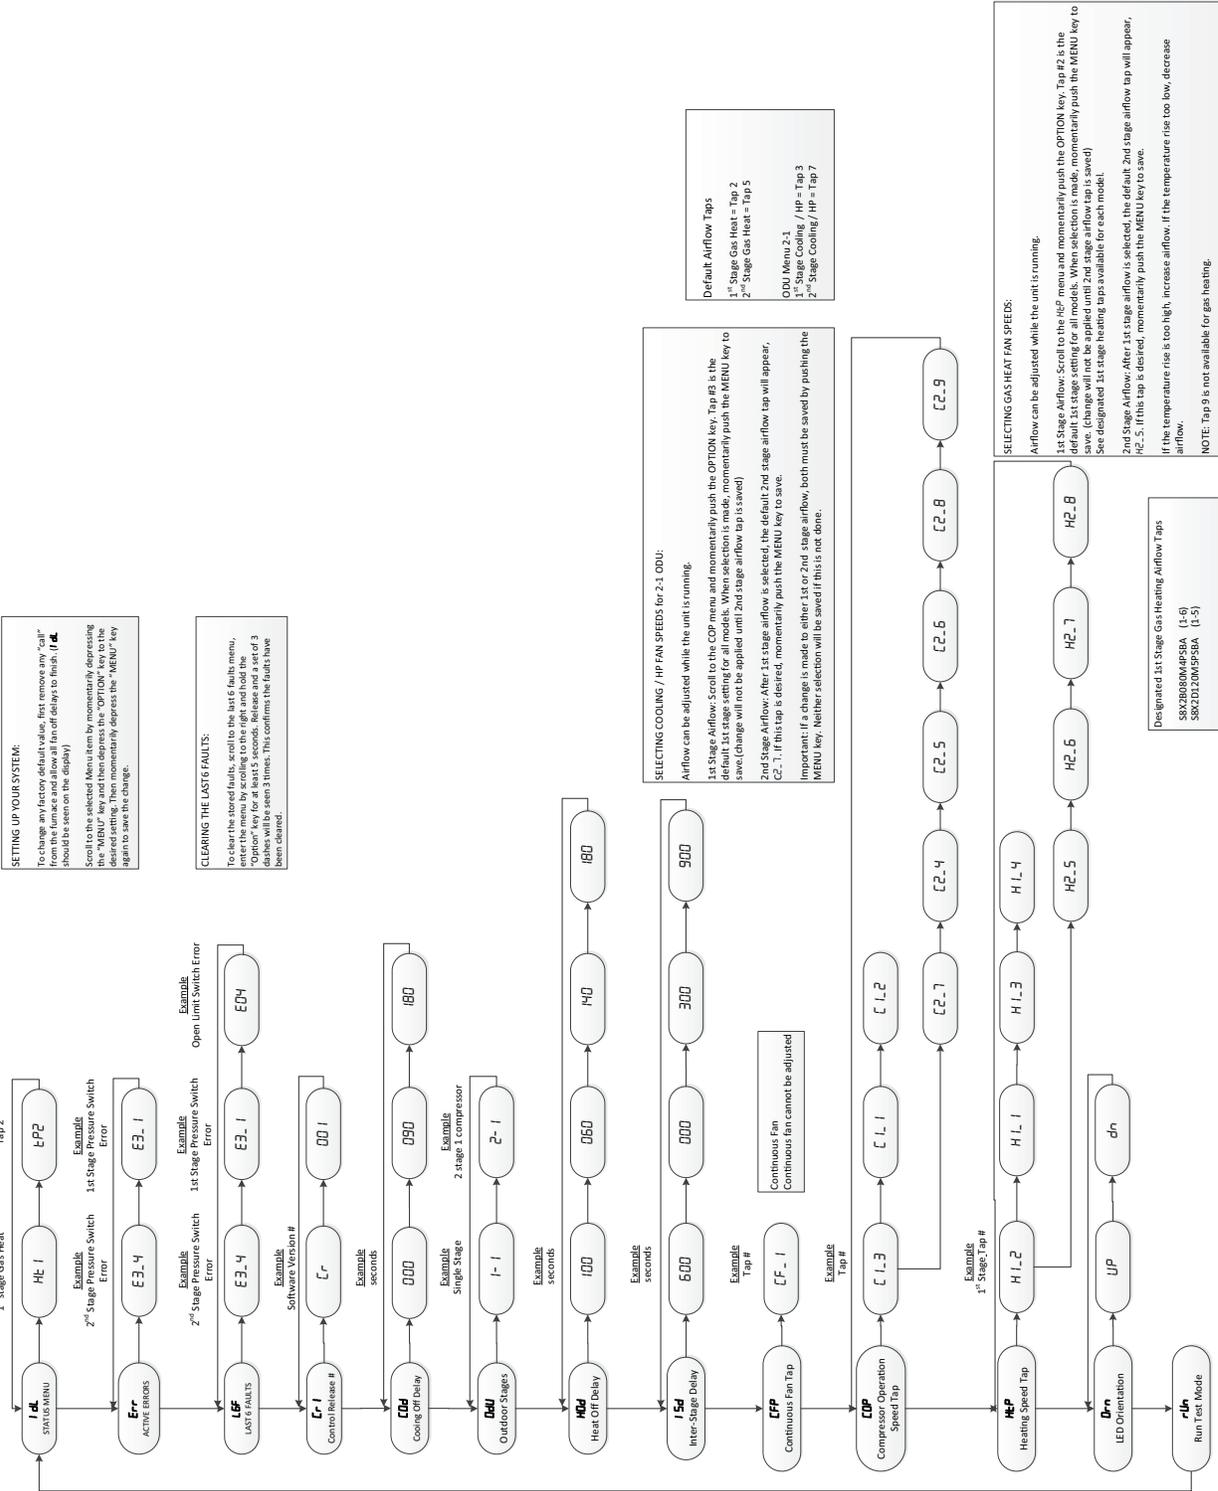 1st Stage Gas Heat
Tap 2
IdL
STATUS MENU
Ht 1
tP2
Example
2nd Stage Pressure Switch
Error
Example
1st Stage Pressure Switch
Error
Err
ACTIVE ERRORS
E3_4
E3_1
Example
2nd Stage Pressure Switch
Error
Example
1st Stage Pressure Switch
Error
Example
Open Limit Switch Error
L6F
LAST 6 FAULTS
E3_4
E3_1
E04
Example
Software Version #
Cr1
Control Release #
Cr
001
Example
seconds
COd
Cooling Off Delay
000
090
180
Example
Single Stage
Example
2 stage 1 compressor
OdU
Outdoor Stages
1-1
2-1
Example
seconds
HOd
Heat Off Delay
100
060
140
180
Example
seconds
ISd
Inter-Stage Delay
600
000
300
900
Example
Tap #
CFP
Continuous Fan Tap
CF_1
Continuous Fan
Continuous fan cannot be adjusted
Example
Tap #
COP
Compressor Operation
Speed Tap
C1_3
C1_1
C1_2
C2_7
C2_4
C2_5
C2_6
C2_8
C2_9
Example
1st Stage_Tap #
HtP
Heating Speed Tap
H1_2
H1_1
H1_3
H1_4
H2_5
H2_6
H2_7
H2_8
Orn
LED Orientation
UP
dn
rUn
Run Test Mode
SETTING UP YOUR SYSTEM:
To change any factory default value, first remove any “call”
from the furnace and allow all fan off delays to finish. (IdL
should be seen on the display)
Scroll to the selected Menu item by momentarily depressing
the “MENU” key and then depress the “OPTION” key to the
desired setting. Then momentarily depress the “MENU” key
again to save the change.
CLEARING THE LAST 6 FAULTS:
To clear the stored faults, scroll to the last 6 faults menu,
enter the menu by scrolling to the right and hold the
“Option” key for at least 5 seconds. Release and a set of 3
dashes will be seen 3 times. This confirms the faults have
been cleared.
SELECTING COOLING / HP FAN SPEEDS for 2-1 ODU:
Airflow can be adjusted while the unit is running.
1st Stage Airflow: Scroll to the COP menu and momentarily push the OPTION key. Tap #3 is the
default 1st stage setting for all models. When selection is made, momentarily push the MENU key to
save.(change will not be applied until 2nd stage airflow tap is saved)
2nd Stage Airflow: After 1st stage airflow is selected, the default 2nd stage airflow tap will appear,
C2_7. If this tap is desired, momentarily push the MENU key to save.
Important: If a change is made to either 1st or 2nd stage airflow, both must be saved by pushing the
MENU key. Neither selection will be saved if this is not done.
Default Airflow Taps
1st Stage Gas Heat = Tap 2
2nd Stage Gas Heat = Tap 5
ODU Menu 2-1
1st Stage Cooling / HP = Tap 3
2nd Stage Cooling / HP = Tap 7
SELECTING GAS HEAT FAN SPEEDS:
Airflow can be adjusted while the unit is running.
1st Stage Airflow: Scroll to the HtP menu and momentarily push the OPTION key. Tap #2 is the
default 1st stage setting for all models. When selection is made, momentarily push the MENU key to
save. (change will not be applied until 2nd stage airflow tap is saved)
See designated 1st stage heating taps available for each model.
2nd Stage Airflow: After 1st stage airflow is selected, the default 2nd stage airflow tap will appear,
H2_5. If this tap is desired, momentarily push the MENU key to save.
If the temperature rise is too high, increase airflow. If the temperature rise too low, decrease
airflow.
NOTE: Tap 9 is not available for gas heating.
Designated 1st Stage Gas Heating Airflow Taps
S8X2B080M4PSBA (1-6)
S8X2D120M5PSBA (1-5)